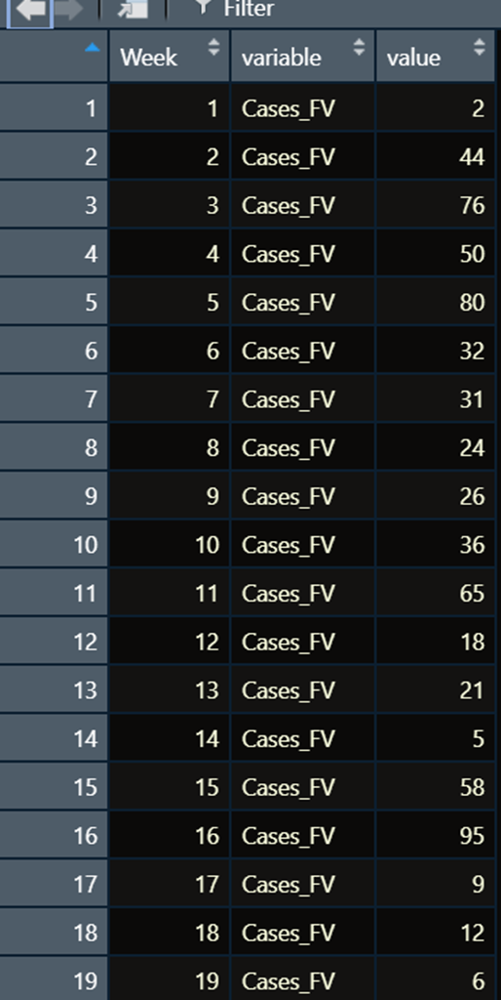 Filter
Week variable value
1 1 Cases_FV 2
2 2 Cases_FV 44
3 3 Cases_FV 76
4 4 Cases_FV 50
5 5 Cases_FV 80
6 6 Cases_FV 32
7 7 Cases_FV 31
8 8 Cases_FV 24
9 9 Cases_FV 26
10 10 Cases_FV 36
11 11 Cases_FV 65
12 12 Cases_FV 18
13 13 Cases_FV 21
14 14 Cases_FV 5
15 15 Cases_FV 58
16 16 Cases_FV 95
17 17 Cases_FV 9
18 18 Cases_FV 12
19 19 Cases_FV 6